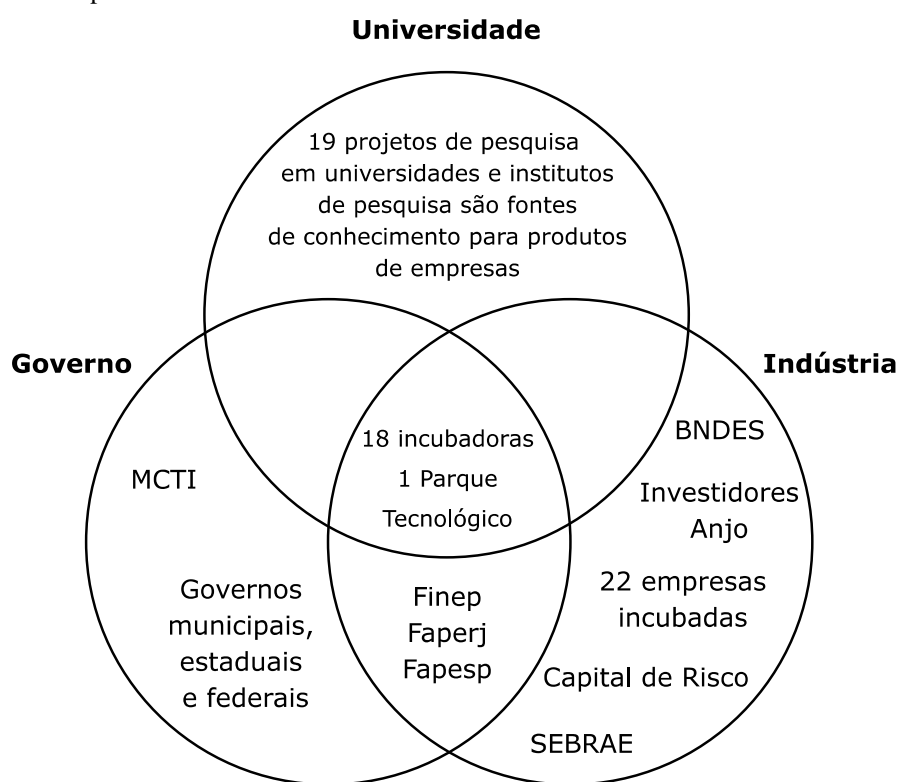 Universidade
19 projetos de pesquisa
em universidades e institutos
de pesquisa são fontes
de conhecimento para produtos
de empresas
Governo
Indústria
18 incubadoras
1 Parque
Tecnológico
MCTI
Governos
municipais,
estaduais
e federais
Finep
Faperj
Fapesp
BNDES
Investidores
Anjo
22 empresas
incubadas
Capital de Risco
SEBRAE